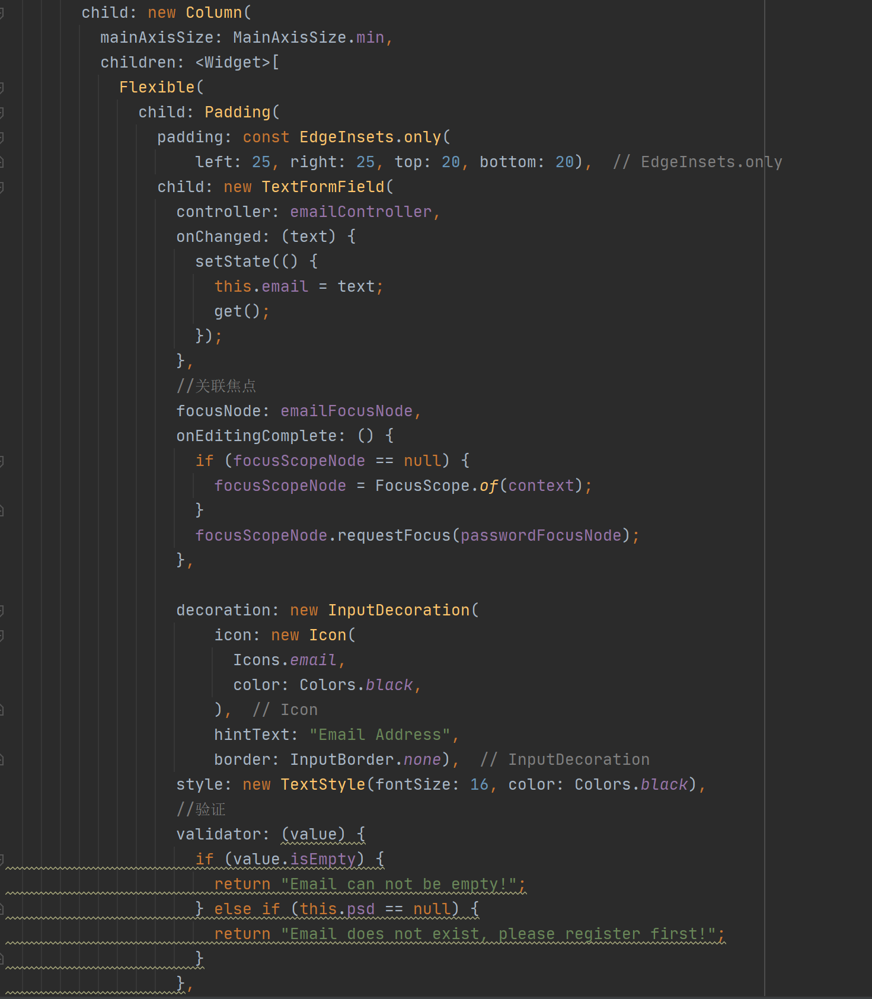 child: new Column(
mainAxisSize: MainAxisSize.min,
children: <Widget>[
Flexible(
child: Padding(
padding: const EdgeInsets.only(
left: 25, right: 25, top: 20, bottom: 20), // EdgeInsets.only
child: new TextFormField(
controller: emailController,
onChanged: (text) {
setState(() {
this.email = text;
get();
});
},
//关联焦点
focusNode: emailFocusNode,
onEditingComplete: () {
if (focusScopeNode == null) {
focusScopeNode = FocusScope.of(context);
}
focusScopeNode.requestFocus(passwordFocusNode);
},
decoration: new InputDecoration(
icon: new Icon(
Icons.email,
color: Colors.black,
), // Icon
hintText: "Email Address",
border: InputBorder.none), // InputDecoration
style: new TextStyle(fontSize: 16, color: Colors.black),
//验证
validator: (value) {
if (value.isEmpty) {
return "Email can not be empty!";
} else if (this.psd == null) {
return "Email does not exist, please register first!";
}
},